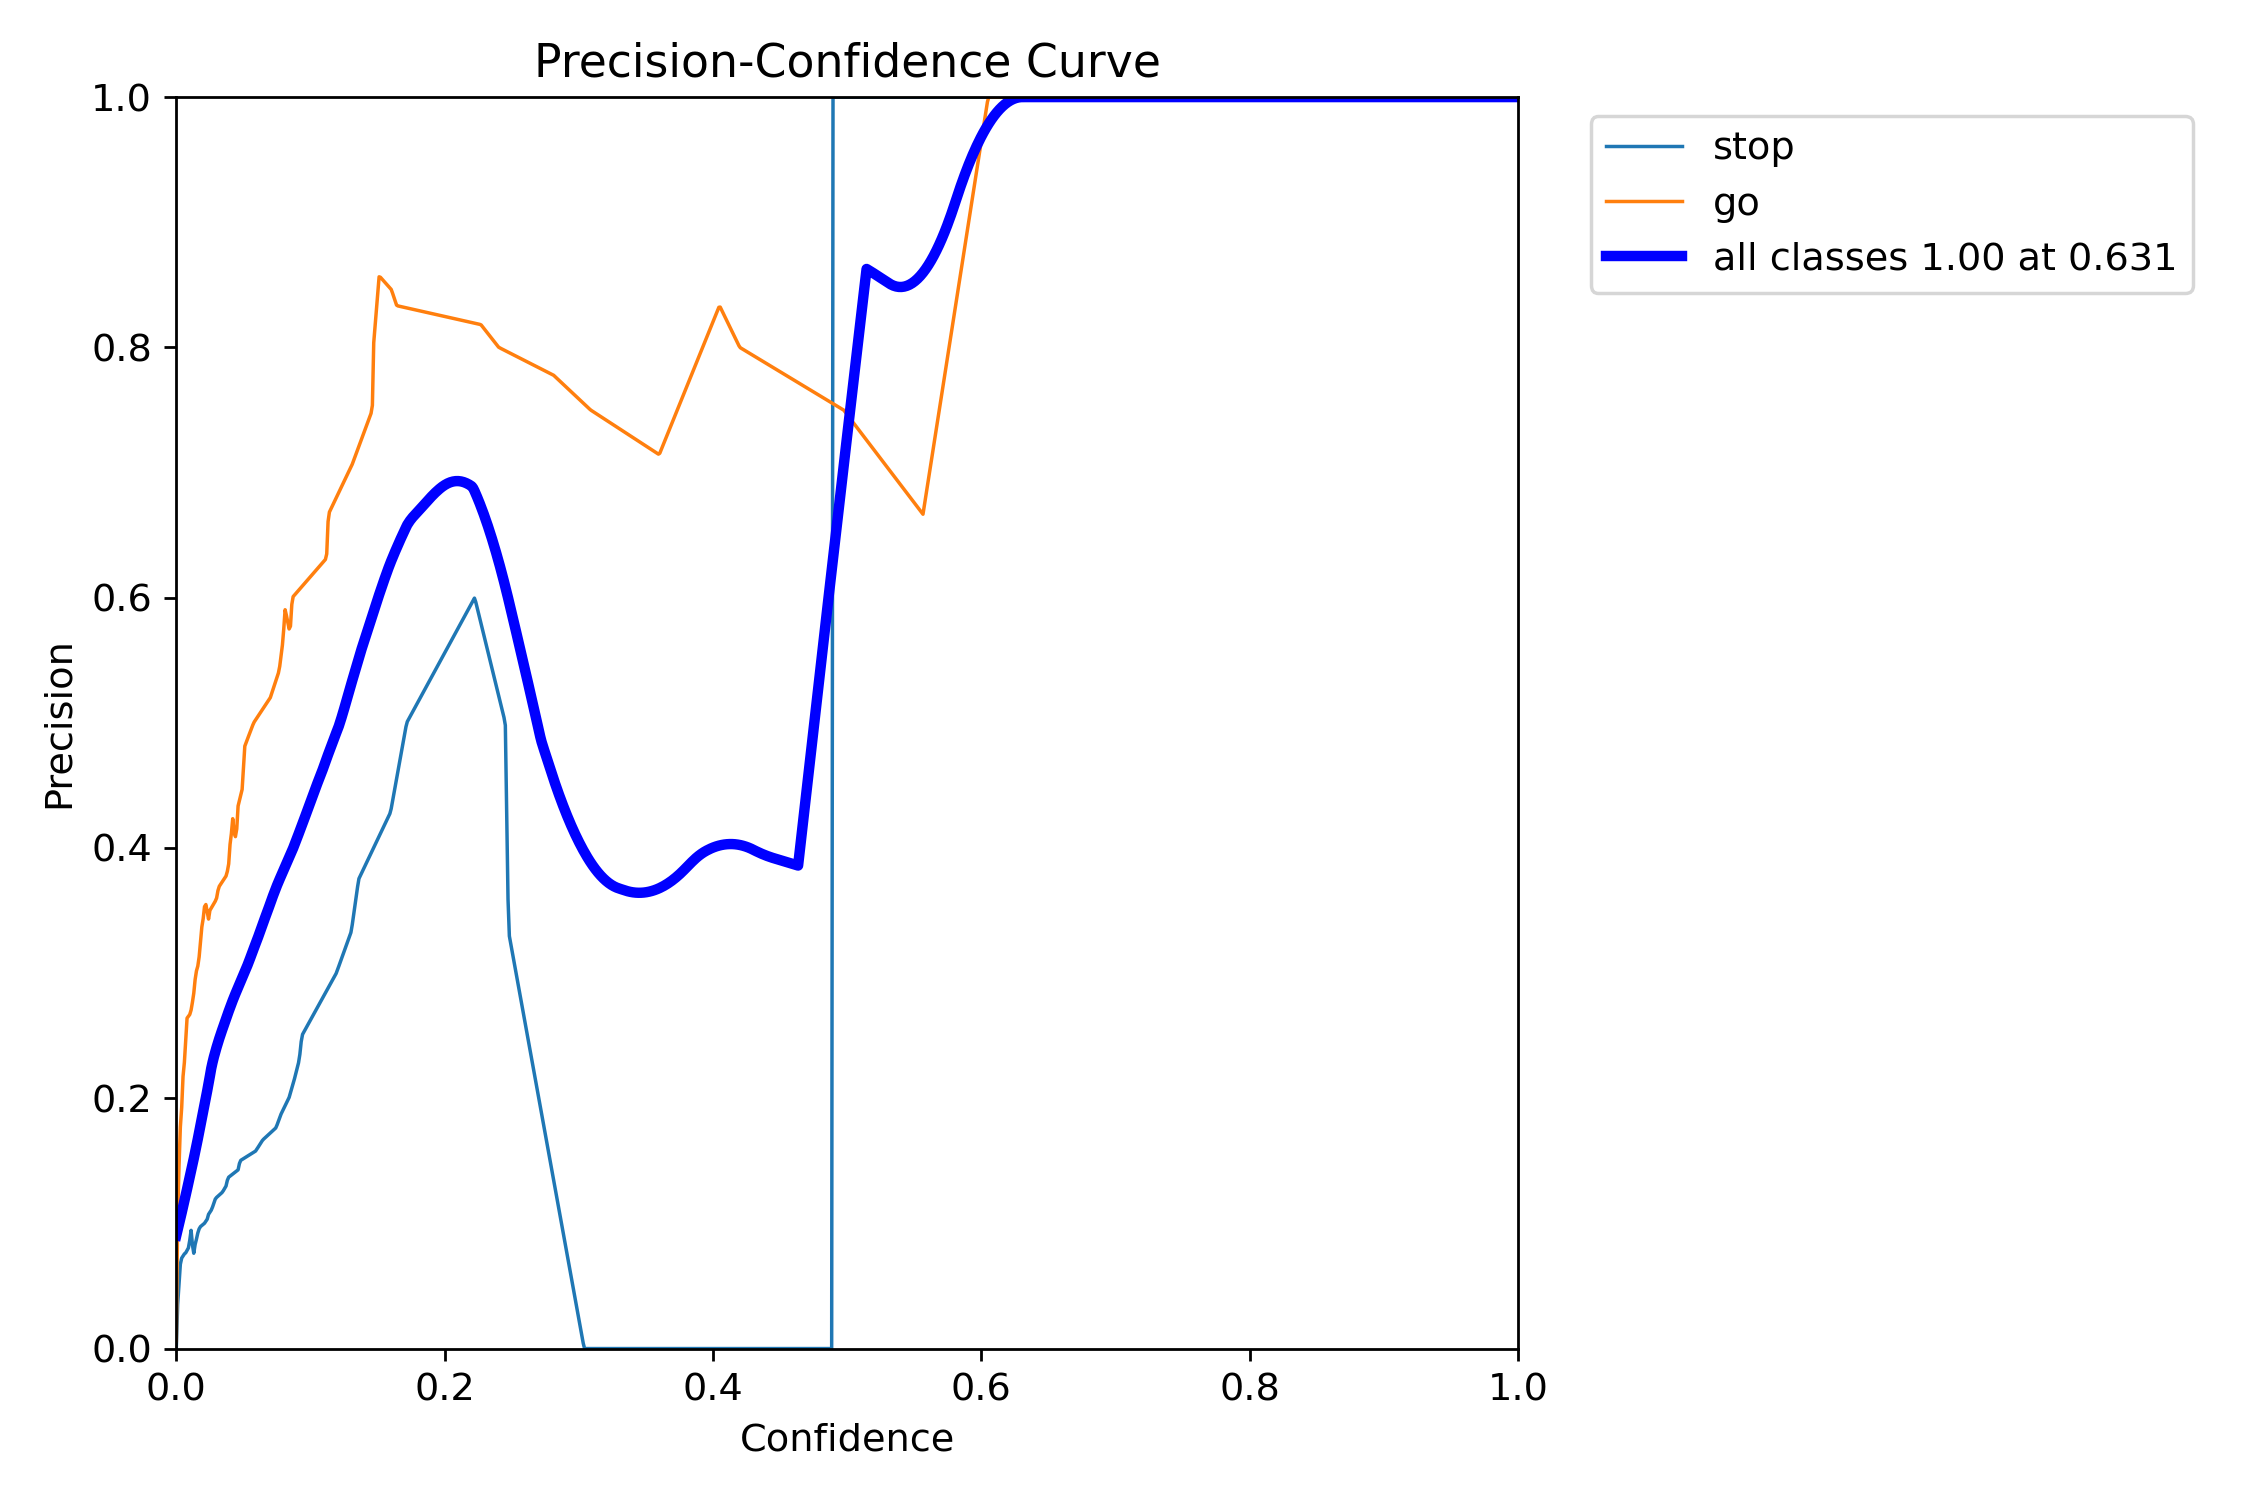 Precision-Confidence Curve
1.0
0.8
0.6
0.4
0.2
0.0
Precision
0.0 0.2 0.4 0.6 0.8 1.0
Confidence
stop
go
all classes 1.00 at 0.631